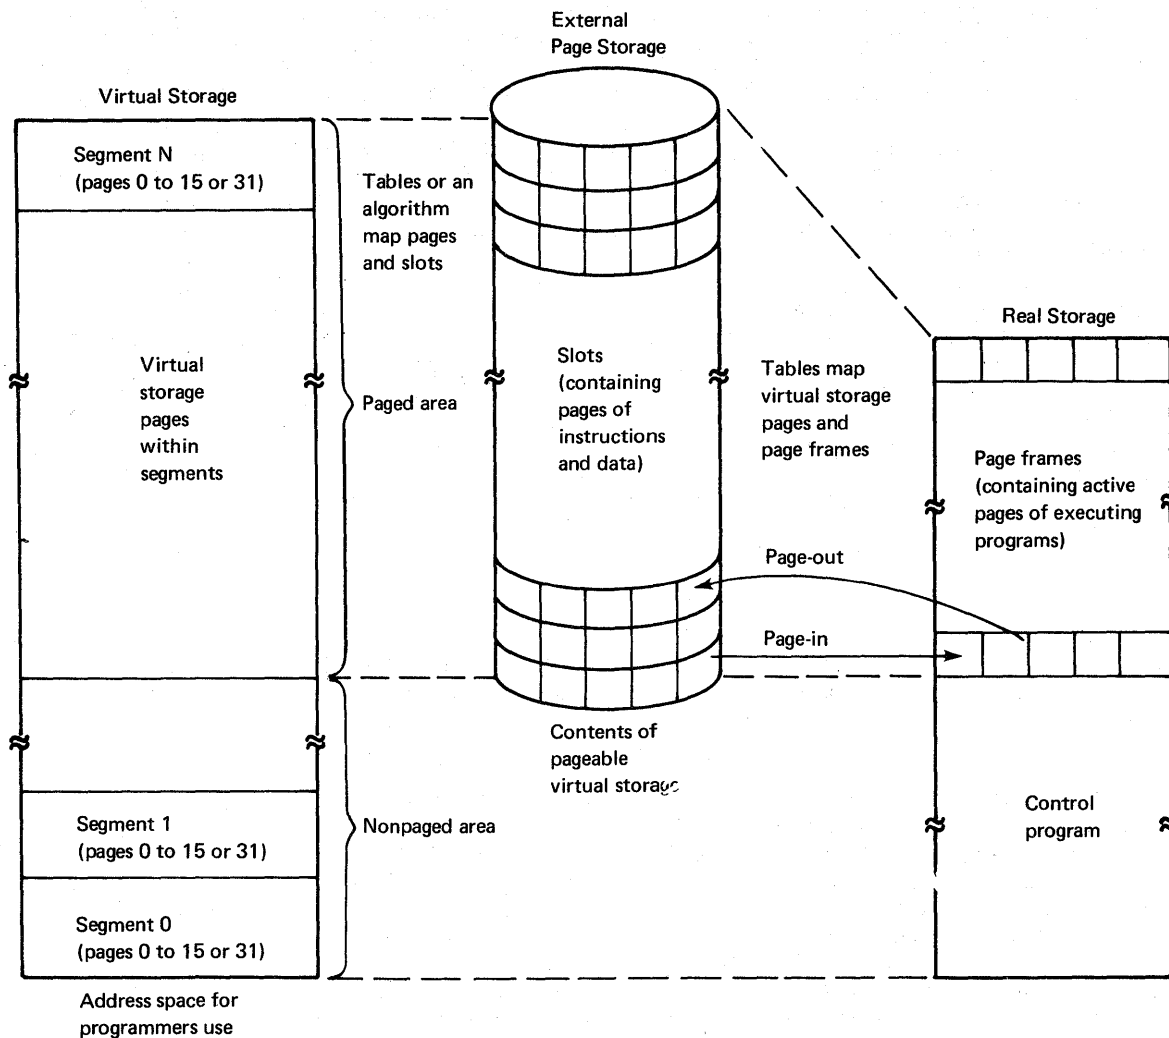 External
Page Storage
Virtual Storage
Segment N
(pages 0 to 15 or 31)
Tables or an
algorithm
map pages
and slots
Real Storage
Virtual
storage
pages
within
segments
Paged area
Slots
(containing
pages of
instructions
and data)
Tables map
virtual storage
pages and
page frames
Page frames
(containing active
pages of executing
programs)
Page-out
Page-in
Contents of
pageable
virtual storage
Segment 1
(pages 0 to 15 or 31)
Nonpaged area
Control
program
Segment 0
(pages 0 to 15 or 31)
Address space for
programmers use